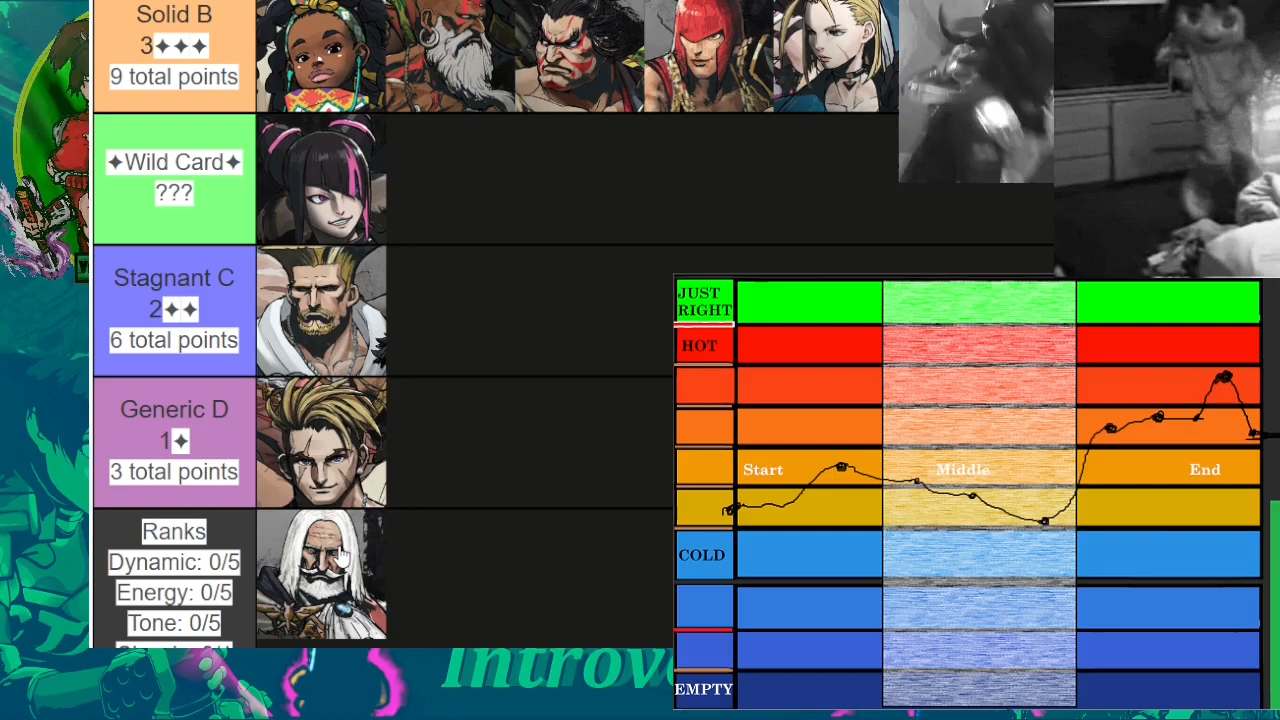 Solid B
3✦✦✦
9 total points
✦Wild Card✦
???
Stagnant C
2✦✦
6 total points
Generic D
1✦
3 total points
Ranks
Dynamic: 0/5
Energy: 0/5
Tone: 0/5
JUST
RIGHT
HOT
Start
Middle
End
COLD
EMPTY